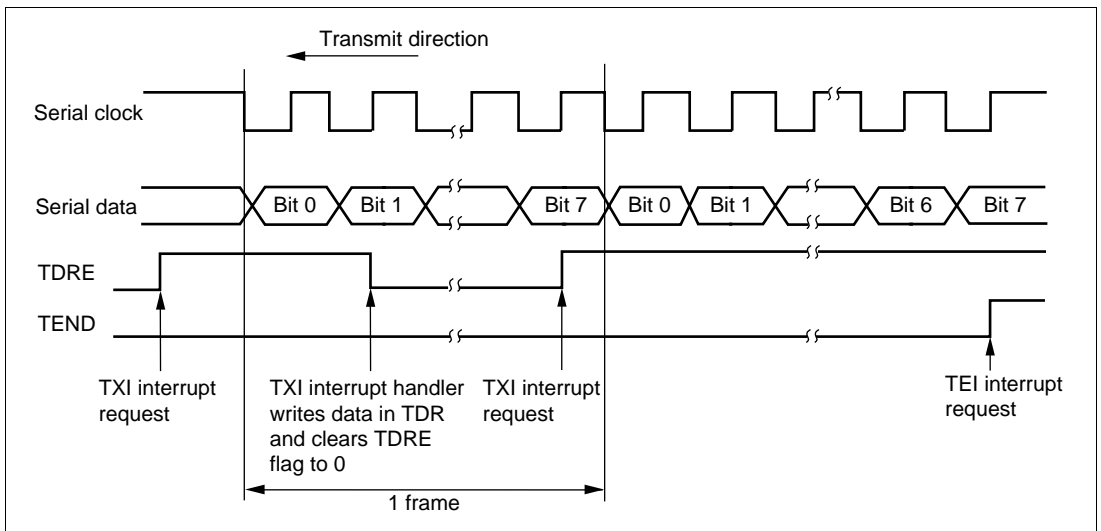 Transmit direction
Serial clock
Serial data
Bit 0
Bit 1
Bit 7
Bit 0
Bit 1
Bit 6
Bit 7
TDRE
TEND
TXI interrupt
request
TXI interrupt handler
writes data in TDR
and clears TDRE
flag to 0
TXI interrupt
request
TEI interrupt
request
1 frame